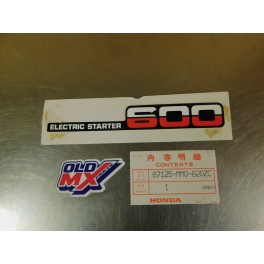 ELECTRIC STARTER 600
OLD
MX
内容明細
CONTENTS
87125-MM0-620ZC
1
HONDA